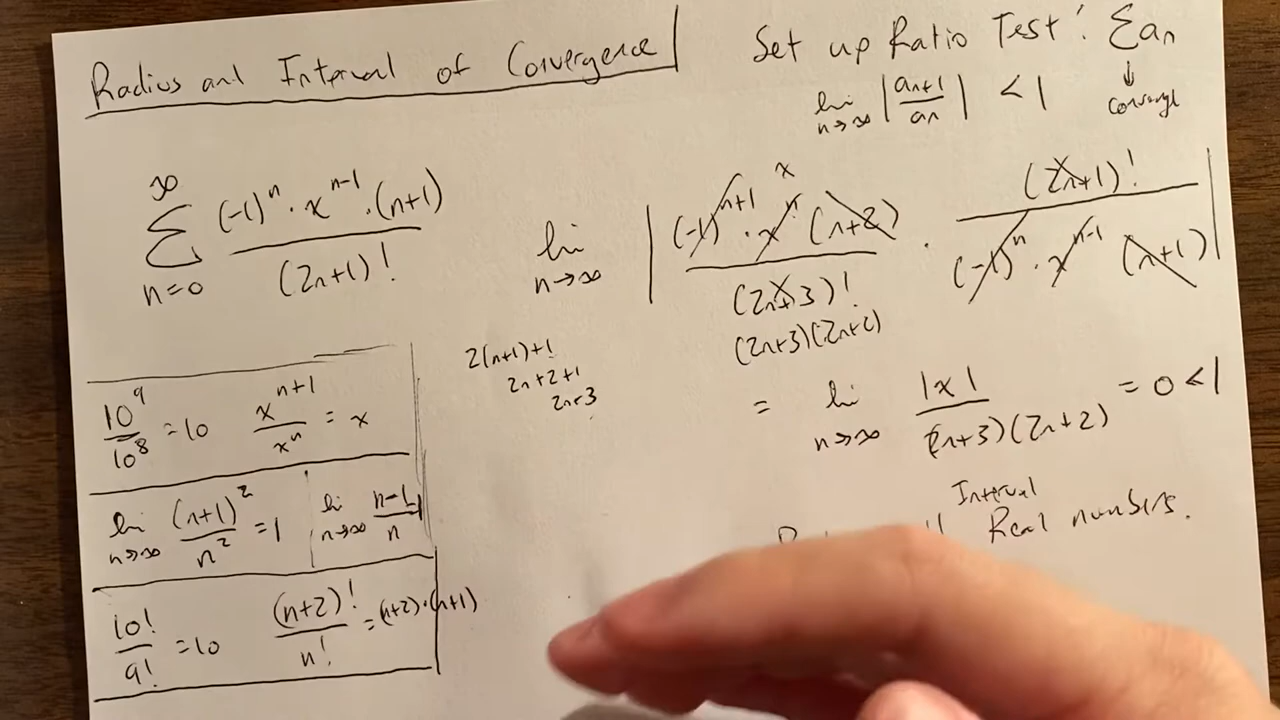 Radius and Interval of Convergence
Set up Ratio Test: Σan
↓
converge
lim n→∞ |an+1/an| < 1
∞ Σ n=0 (-1)^n · x^(n-1) · (n+1) / (2n+1)!
lim n→∞ | (-1)^(n+1) · x^n (n+2) / (2n+3)! · (2n+1)! / (-1)^n · x^(n-1) (n+1) |
x
(2n+3)(2n+2)
2(n+1)+1
2n+2+1
2n+3
= lim n→∞ |x| / (2n+3)(2n+2) = 0 < 1
Interval
Real numbers.
10^9/10^8 = 10 x^(n+1)/x^n = x
lim n→∞ (n+1)^2/n^2 = 1 lim n→∞ n-1/n
10!/9! = 10 (n+2)!/n! = (n+2)·(n+1)